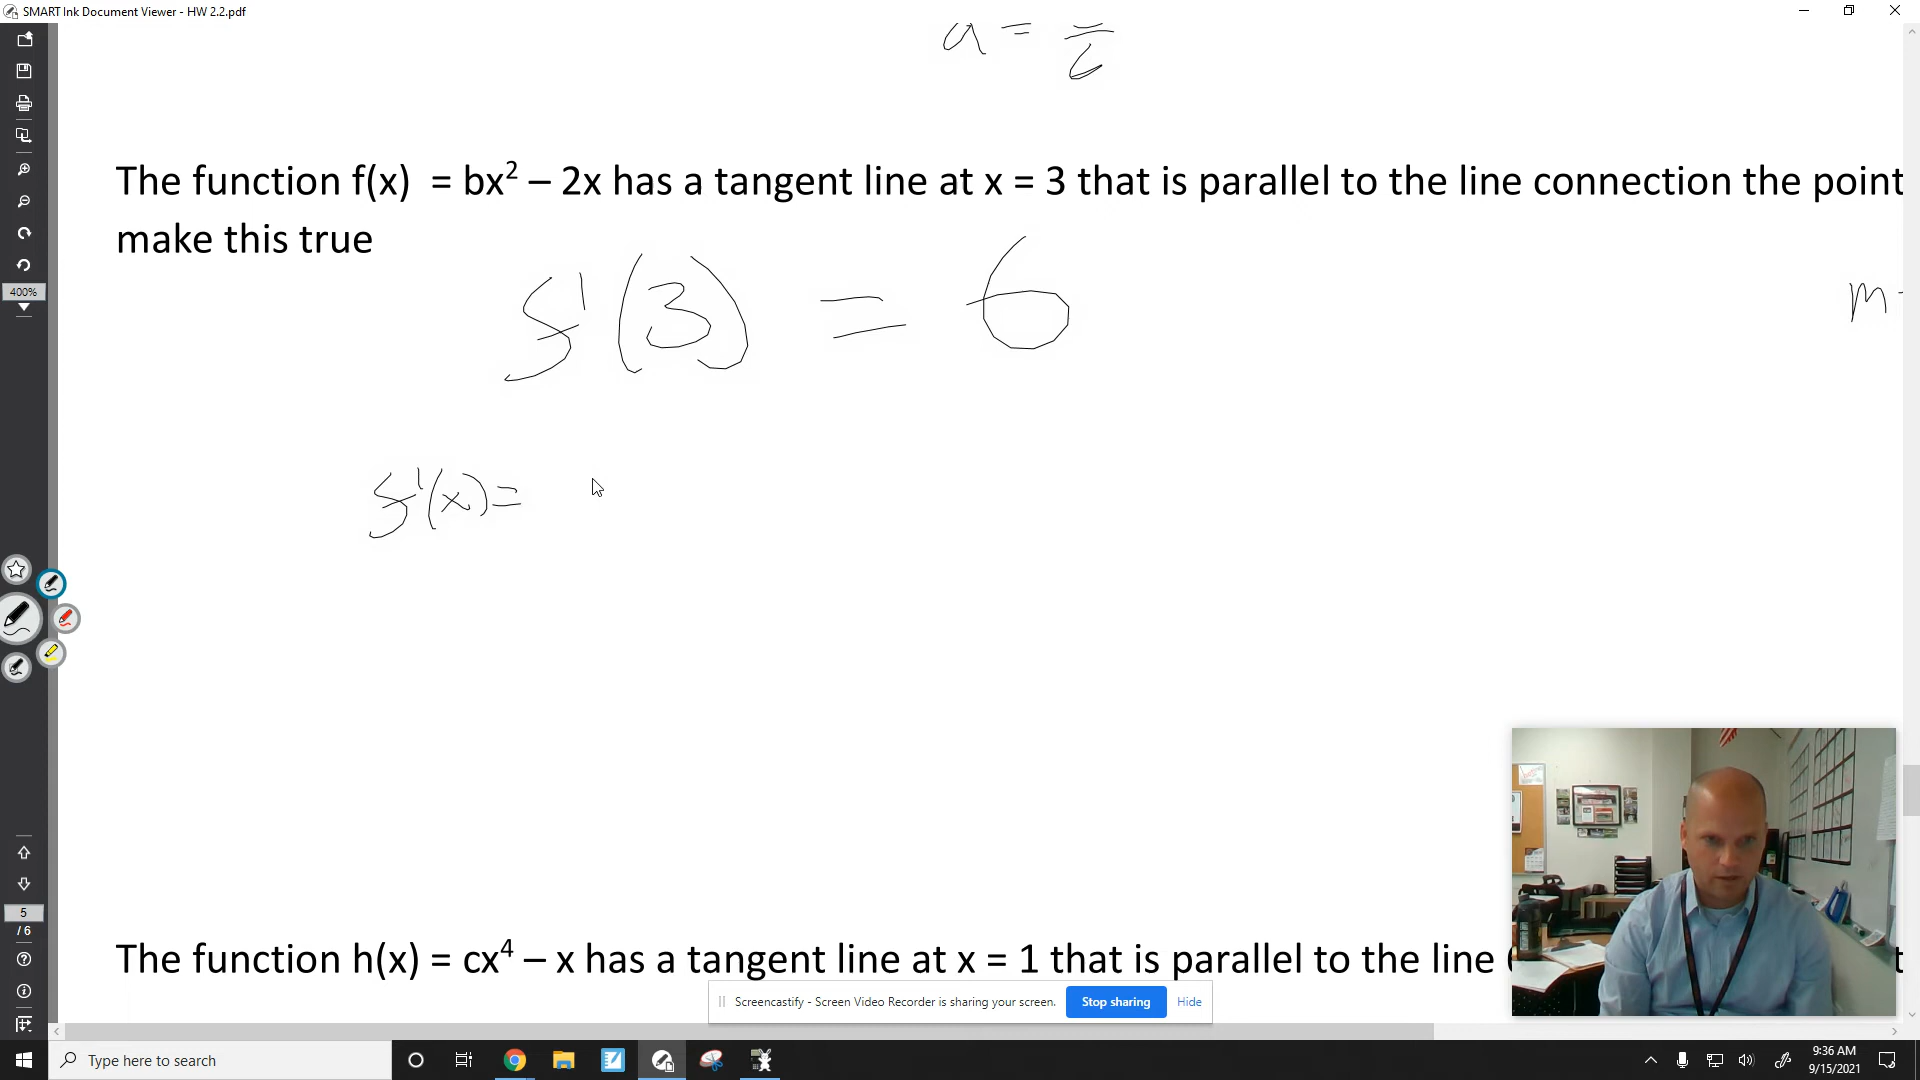 SMART Ink Document Viewer - HW 2.2.pdf
a =
The function f(x) = bx² – 2x has a tangent line at x = 3 that is parallel to the line connection the point
make this true
f'(3) = 6
m
400%
f'(x) =
5
/ 6
The function h(x) = cx⁴ – x has a tangent line at x = 1 that is parallel to the line
Screencastify - Screen Video Recorder is sharing your screen. Stop sharing Hide
Type here to search
9:36 AM
9/15/2021